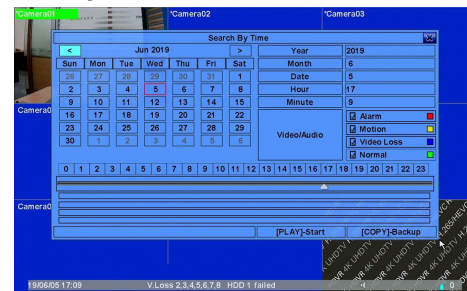 *Camera01 *Camera02 *Camera03
Search By Time
< Jun 2019 >
Sun Mon Tue Wed Thu Fri Sat
26 27 28 29 30 31 1
2 3 4 5 6 7 8
9 10 11 12 13 14 15
16 17 18 19 20 21 22
23 24 25 26 27 28 29
30 1 2 3 4 5 6
Year 2019
Month 6
Date 5
Hour 17
Minute 9
Video/Audio
Alarm
Motion
Video Loss
Normal
Camera0
0 1 2 3 4 5 6 7 8 9 10 11 12 13 14 15 16 17 18 19 20 21 22 23
Camera0
[PLAY]-Start [COPY]-Backup
19/06/05 17:09 V.Loss 2,3,4,5,6,7,8 HDD 1 failed 0